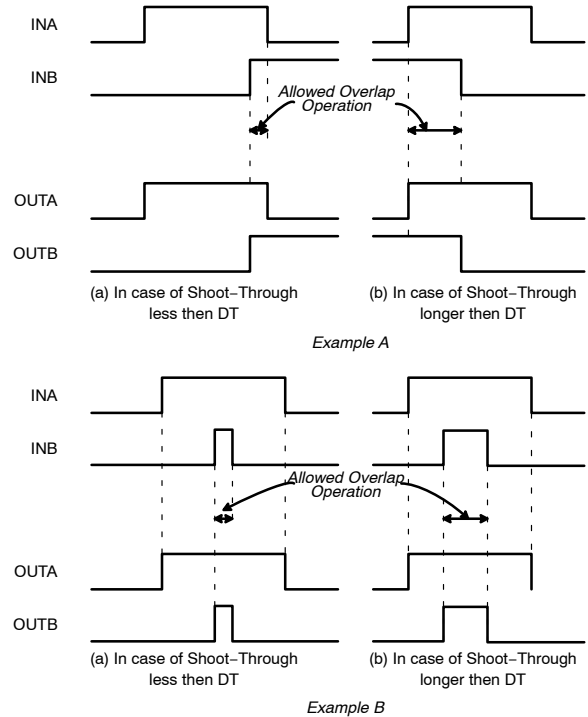 INA
INB
Allowed Overlap
Operation
OUTA
OUTB
(a) In case of Shoot−Through
less then DT
(b) In case of Shoot−Through
longer then DT
Example A
INA
INB
Allowed Overlap
Operation
OUTA
OUTB
(a) In case of Shoot−Through
less then DT
(b) In case of Shoot−Through
longer then DT
Example B